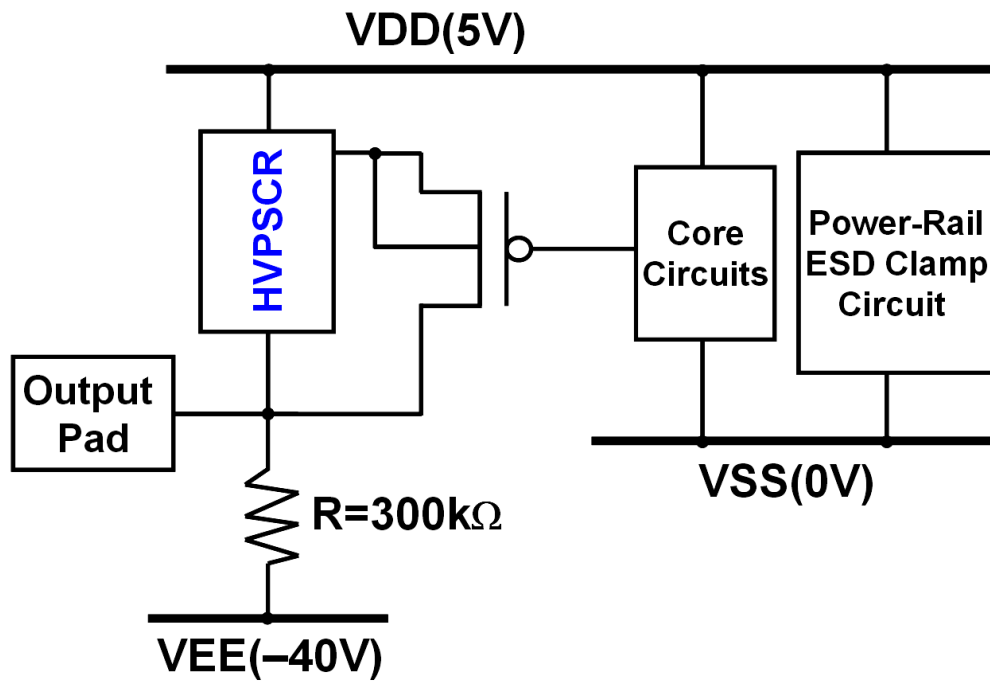 VDD(5V)
HVPSCR
Core
Circuits
Power-Rail
ESD Clamp
Circuit
Output
Pad
VSS(0V)
R=300kΩ
VEE(–40V)